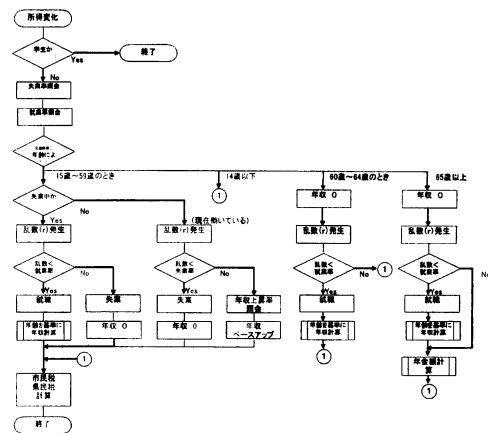 所得変化
学生か
Yes
終了
No
失業率照合
就業率照合
case:
年齢によ
15歳～59歳のとき
14歳以下
60歳～64歳のとき
65歳以上
1
失業中か
No
Yes
(現在働いている)
年収 0
年収 0
乱数(r)発生
乱数(r)発生
乱数(r)発生
乱数(r)発生
乱数<
就業率
No
乱数<
失業率
No
乱数<
就業率
No
1
乱数<
就業率
No
Yes
Yes
Yes
Yes
就職
失業
失業
年収上昇率
照合
就職
就職
年齢を基準に
年収計算
年収 0
年収 0
年収
ベースアップ
年齢を基準に
年収計算
年齢を基準に
年収計算
1
1
年金額計
算
市民税
県民税
計算
1
終了